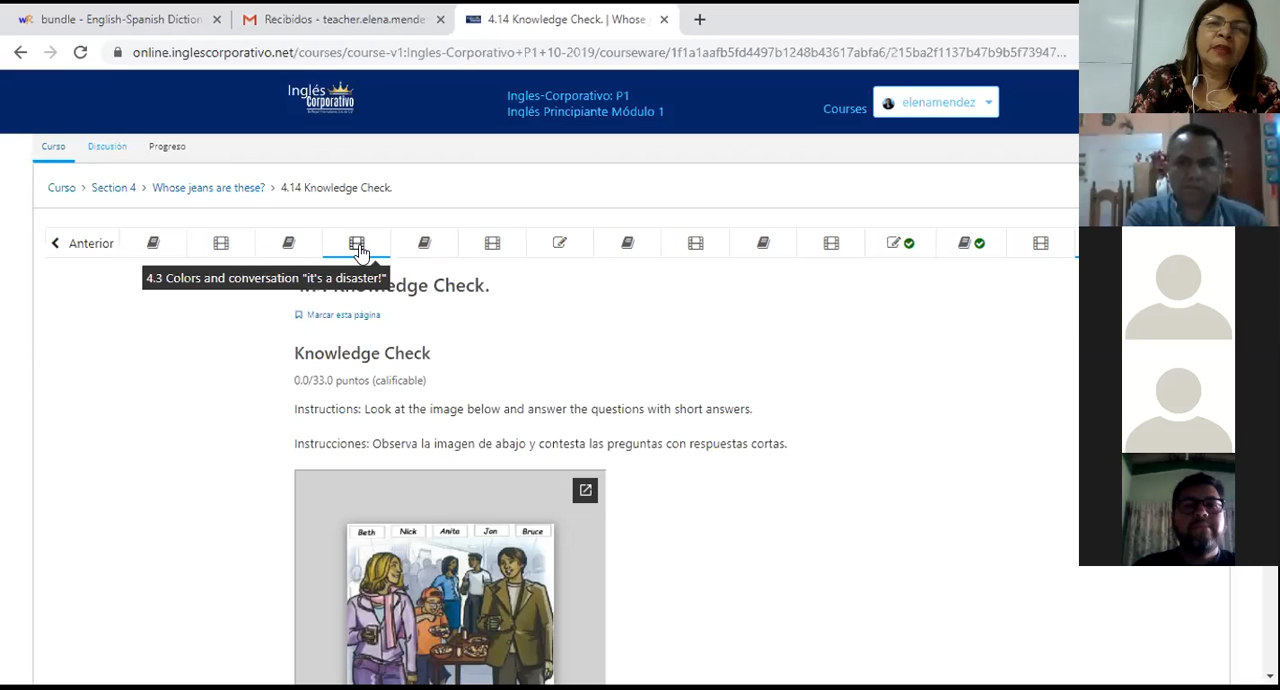 bundle - English-Spanish Diction
Recibidos - teacher.elena.mende
4.14 Knowledge Check. | Whose
online.inglescorporativo.net/courses/course-v1:Ingles-Corporativo+P1+10-2019/courseware/1f1a1aafb5fd4497b1248b43617abfa6/215ba2f1137b47b9b5f73947...
Inglés
Corporativo
Ingles-Corporativo: P1
Inglés Principiante Módulo 1
Courses
elenamendez
Curso
Discusión
Progreso
Curso > Section 4 > Whose jeans are these? > 4.14 Knowledge Check.
Anterior
4.3 Colors and conversation "it's a disaster!"
Knowledge Check.
Marcar esta página
Knowledge Check
0.0/33.0 puntos (calificable)
Instructions: Look at the image below and answer the questions with short answers.
Instrucciones: Observa la imagen de abajo y contesta las preguntas con respuestas cortas.
Beth Nick Anita Jon Bruce